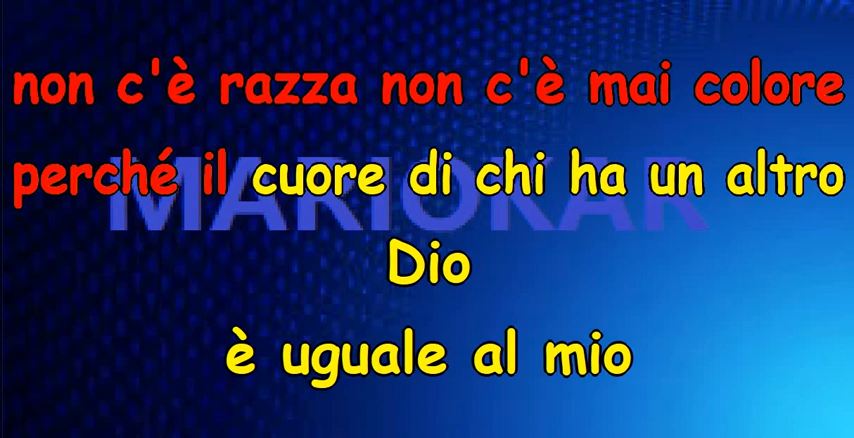 non c'è razza non c'è mai colore
perché il cuore di chi ha un altro
MARIOKAR
Dio
è uguale al mio